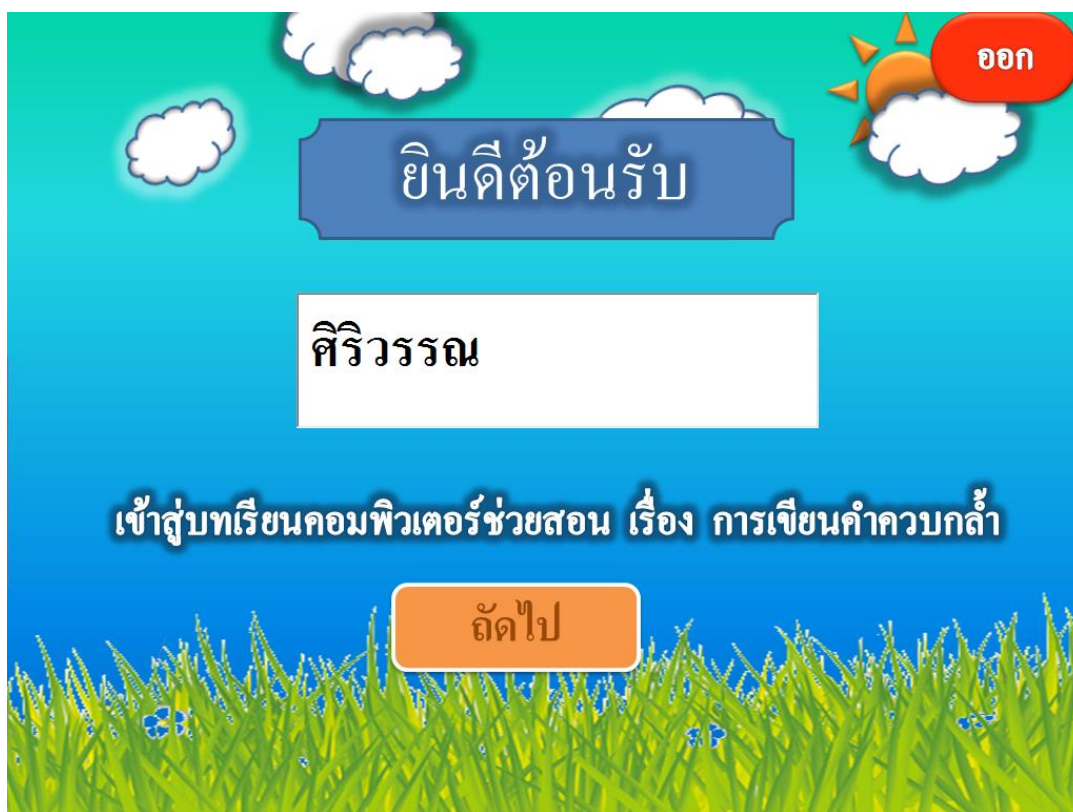 ออก
ยินดีต้อนรับ
ศิริวรรณ
เข้าสู่บทเรียนคอมพิวเตอร์ช่วยสอน เรื่อง การเขียนคำควบกล้ำ
ถัดไป